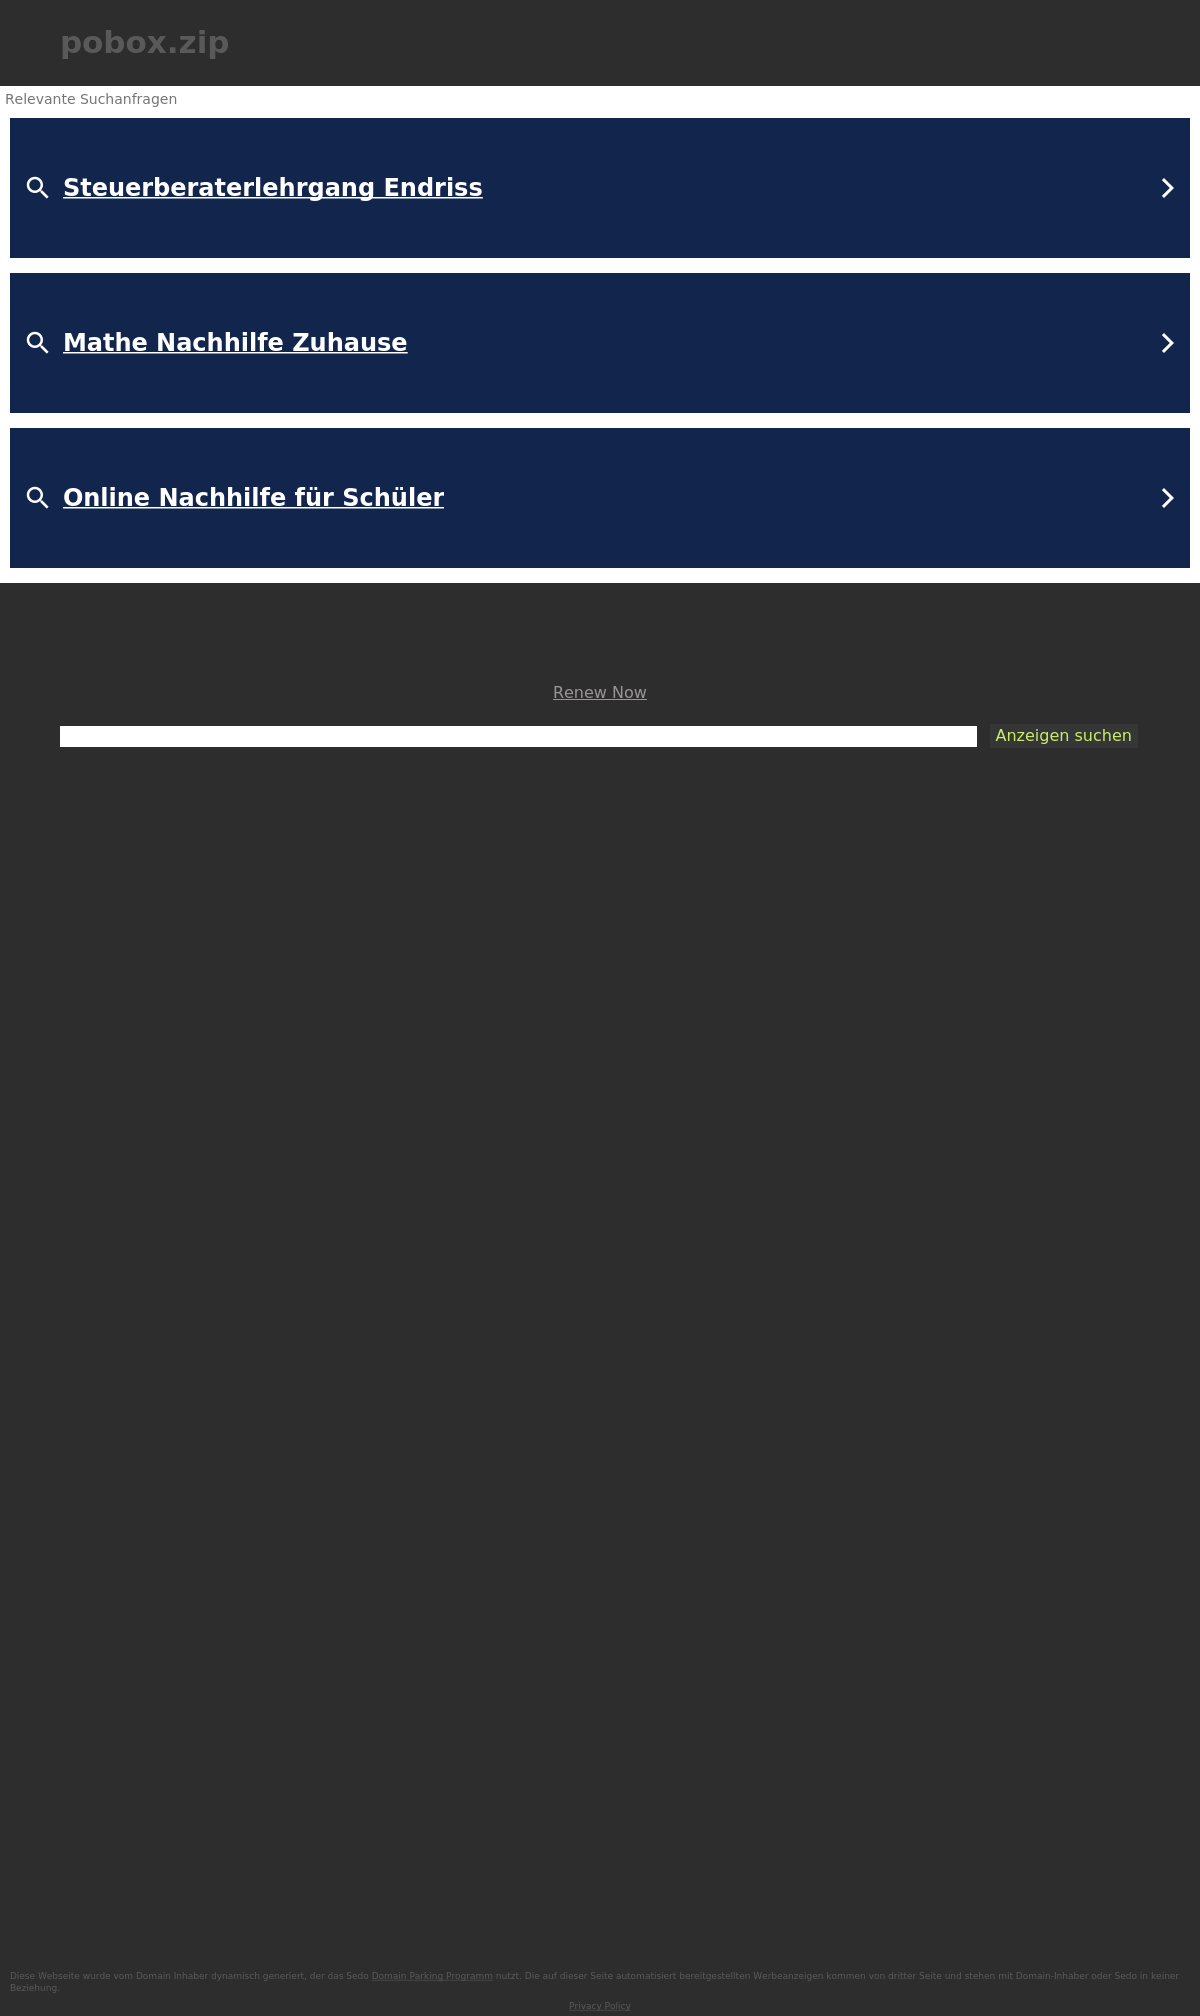 pobox.zip
Relevante Suchanfragen
Steuerberaterlehrgang Endriss
Mathe Nachhilfe Zuhause
Online Nachhilfe für Schüler
Renew Now
Anzeigen suchen
Diese Webseite wurde vom Domain Inhaber dynamisch generiert, der das Sedo Domain Parking Programm nutzt. Die auf dieser Seite automatisiert bereitgestellten Werbeanzeigen kommen von dritter Seite und stehen mit Domain-Inhaber oder Sedo in keiner
Beziehung.
Privacy Policy